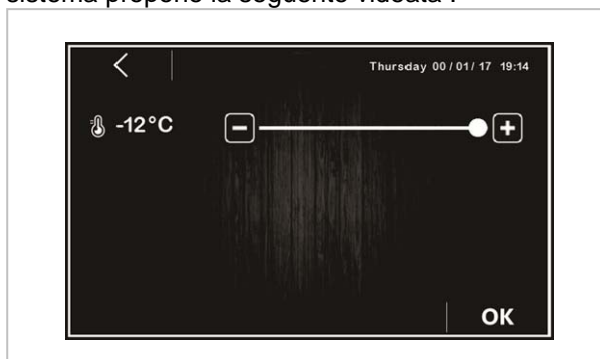 sistema propone la seguente videata :
Thursday 00 / 01 / 17 19:14
-12°C
OK